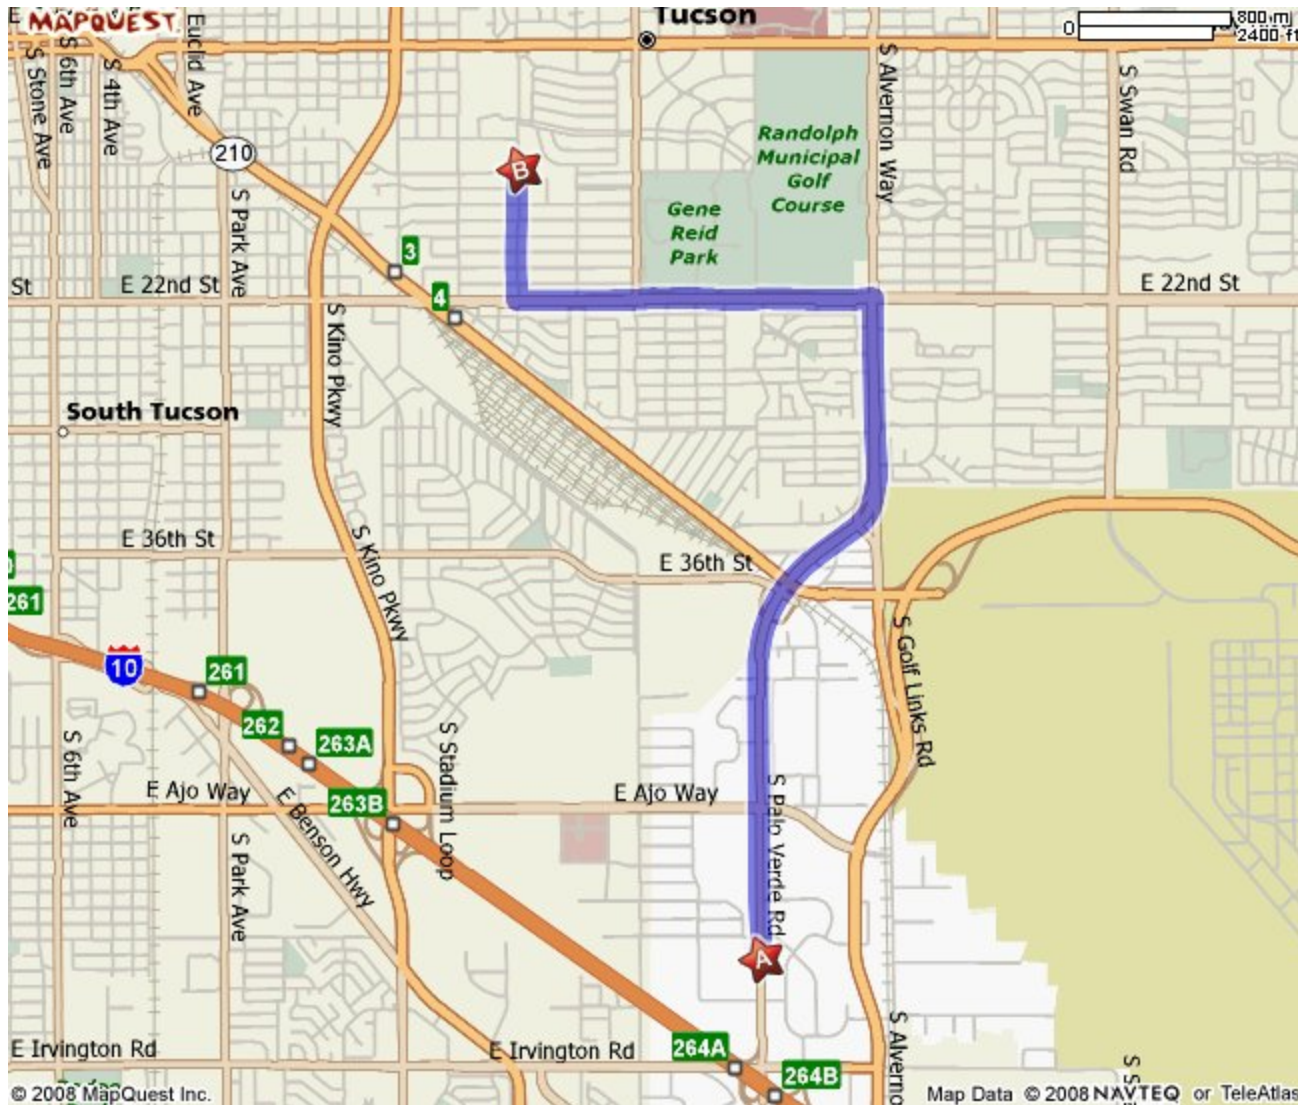 MAPQUEST.
Tucson
0
800 m
2400 ft
S Stone Ave
S 6th Ave
S 4th Ave
Euclid Ave
210
S Park Ave
B
Randolph
Municipal
Golf
Course
Gene
Reid
Park
S Alvernon Way
S Swan Rd
3
4
St
E 22nd St
E 22nd St
S Kino Pkwy
South Tucson
E 36th St
S Kino Pkwy
E 36th St
261
10
261
262
263A
263B
S 6th Ave
E Ajo Way
E Benson Hwy
S Park Ave
S Stadium Loop
E Ajo Way
S Palo Verde Rd
S Golf Links Rd
A
S Alverno
E Irvington Rd
E Irvington Rd
264A
264B
© 2008 MapQuest Inc.
Map Data © 2008 NAVTEQ or TeleAtlas